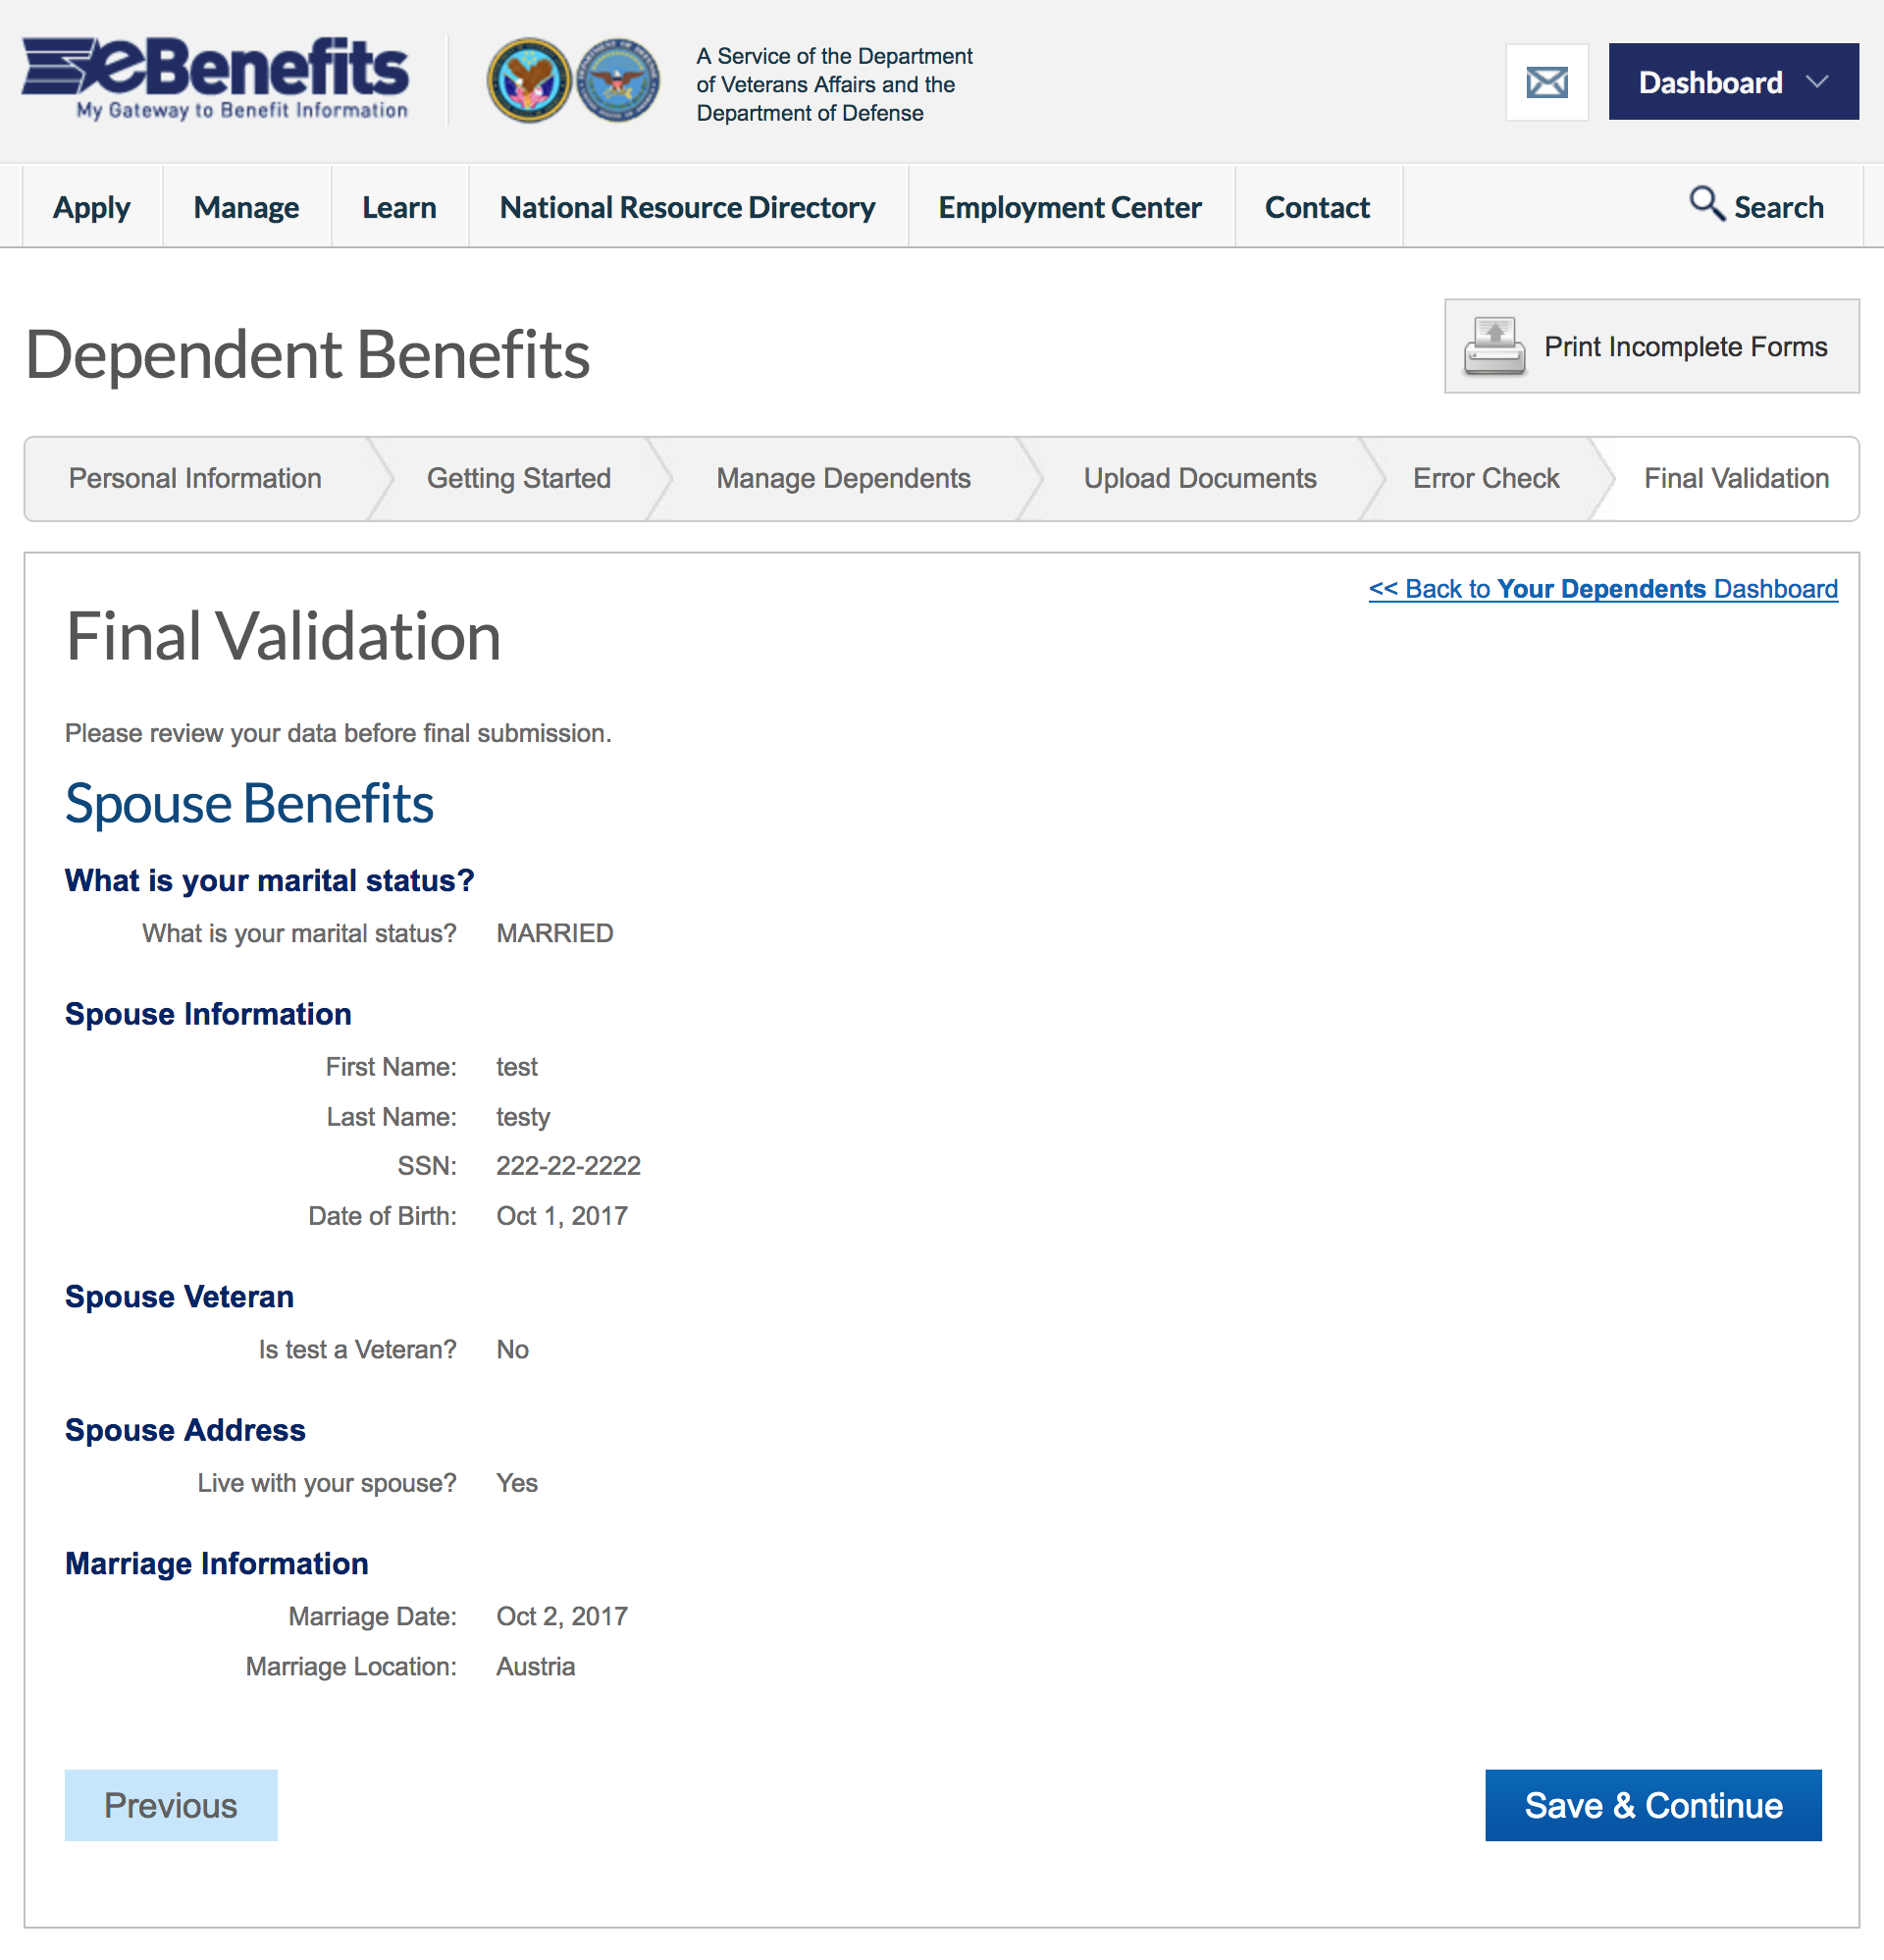 eBenefits
My Gateway to Benefit Information
A Service of the Department
of Veterans Affairs and the
Department of Defense
Dashboard
Apply
Manage
Learn
National Resource Directory
Employment Center
Contact
Search
Dependent Benefits
Print Incomplete Forms
Personal Information
Getting Started
Manage Dependents
Upload Documents
Error Check
Final Validation
<< Back to Your Dependents Dashboard
Final Validation
Please review your data before final submission.
Spouse Benefits
What is your marital status?
What is your marital status? MARRIED
Spouse Information
First Name: test
Last Name: testy
SSN: 222-22-2222
Date of Birth: Oct 1, 2017
Spouse Veteran
Is test a Veteran? No
Spouse Address
Live with your spouse? Yes
Marriage Information
Marriage Date: Oct 2, 2017
Marriage Location: Austria
Previous
Save & Continue